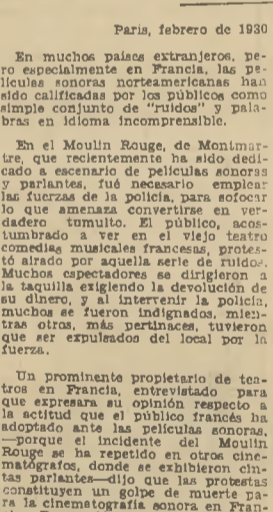 París, febrero de 1930
En muchos países extranjeros, pe-
ro especialmente en Francia, las pe-
lículas sonoras norteamericanas han
sido calificadas por los públicos como
simple conjunto de "ruidos" y pala-
bras en idioma incomprensible.
En el Moulin Rouge, de Montmar-
tre, que recientemente ha sido dedi-
cado a escenario de películas sonoras
y parlantes, fué necesario emplear
las fuerzas de la policía, para sofocar
lo que amenaza convertirse en ver-
dadero tumulto. El público, acos-
tumbrado a ver en el viejo teatro
comedias musicales francesas, protes-
tó airado por aquella serie de ruidos.
Muchos espectadores se dirigieron a
la taquilla exigiendo la devolución de
su dinero, y al intervenir la policía,
muchos se fueron indignados, mien-
tras otros, más pertinaces, tuvieron
que ser expulsados del local por la
fuerza.
Un prominente propietario de tea-
tros en Francia, entrevistado para
que expresara su opinión respecto a
la actitud que el público francés ha
adoptado ante las películas sonoras,
—porque el incidente del Moulin
Rouge se ha repetido en otros cine-
matógrafos, donde se exhibieron cin-
tas parlantes—dijo que las protestas
constituyen un golpe de muerte pa-
ra la cinemetografía sonora en Fran-